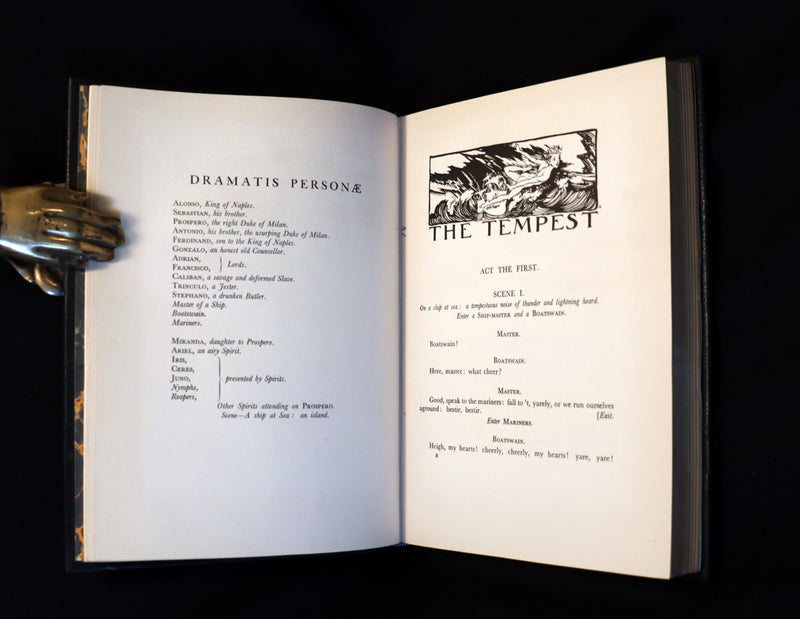 DRAMATIS PERSONÆ
ALONSO, King of Naples.
SEBASTIAN, his brother.
PROSPERO, the right Duke of Milan.
ANTONIO, his brother, the usurping Duke of Milan.
FERDINAND, son to the King of Naples.
GONZALO, an honest old Counsellor.
ADRIAN,
FRANCISCO, } Lords.
CALIBAN, a savage and deformed Slave.
TRINCULO, a Jester.
STEPHANO, a drunken Butler.
Master of a Ship.
Boatswain.
Mariners.
MIRANDA, daughter to Prospero.
ARIEL, an airy Spirit.
IRIS,
CERES,
JUNO, } presented by Spirits.
Nymphs,
Reapers,
Other Spirits attending on PROSPERO.
Scene—A ship at Sea: an island.
THE TEMPEST
ACT THE FIRST.
SCENE I.
On a ship at sea: a tempestuous noise of thunder and lightning heard.
Enter a SHIP-MASTER and a BOATSWAIN.
MASTER.
Boatswain!
BOATSWAIN.
Here, master: what cheer?
MASTER.
Good, speak to the mariners: fall to 't, yarely, or we run ourselves
aground: bestir, bestir. [Exit.
Enter MARINERS.
BOATSWAIN.
Heigh, my hearts! cheerly, cheerly, my hearts! yare, yare!
B